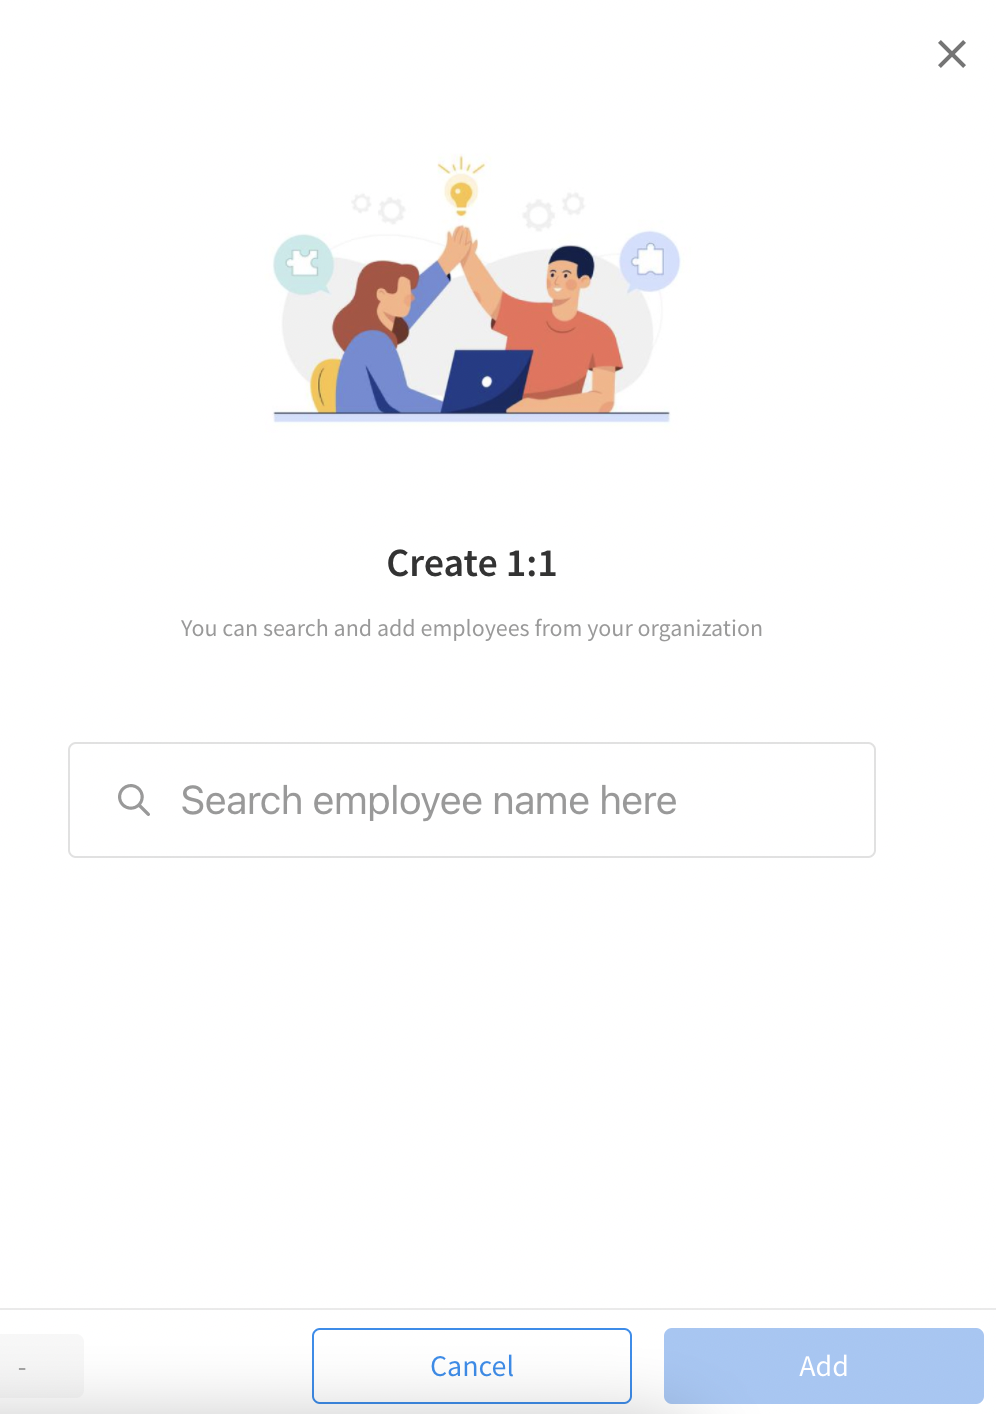 Create 1:1
You can search and add employees from your organization
Search employee name here
-
Cancel
Add